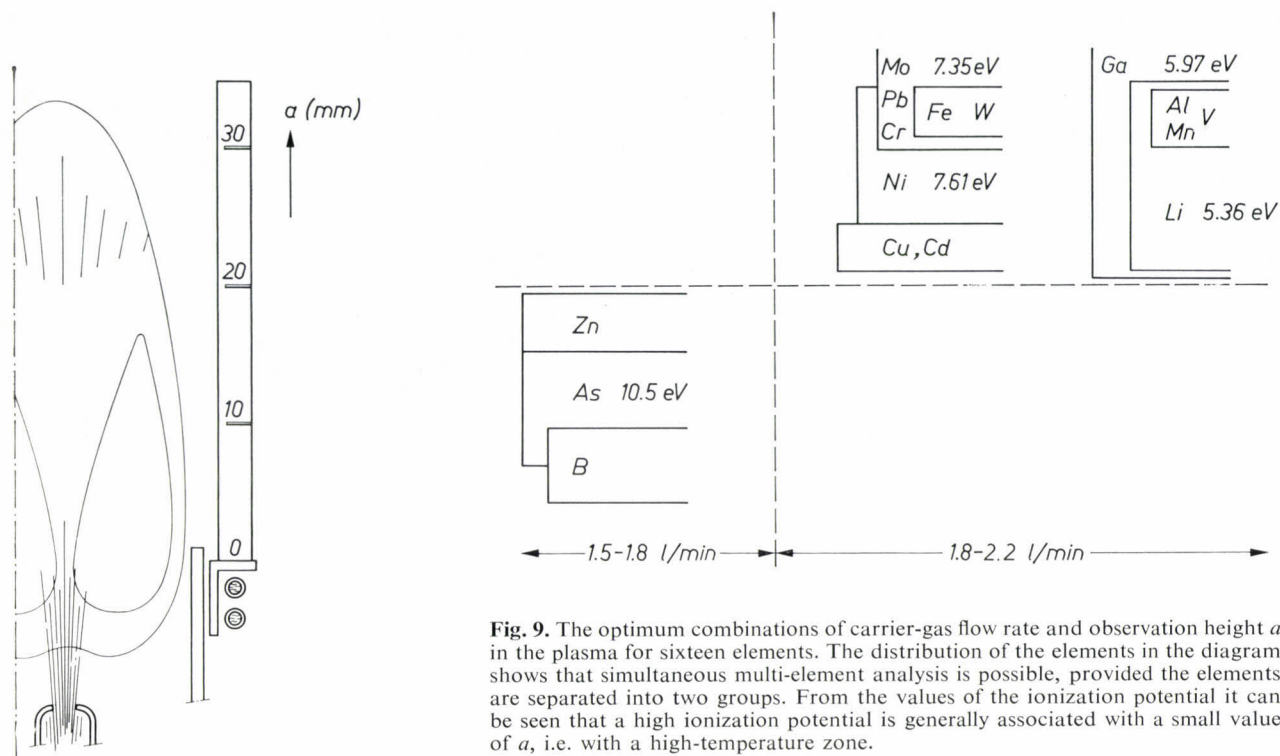 a (mm)
30
20
10
0
Mo 7.35 eV
Pb
Fe W
Cr
Ni 7.61 eV
Cu, Cd
Ga 5.97 eV
Al
V
Mn
Li 5.36 eV
Zn
As 10.5 eV
B
1.5-1.8 l/min
1.8-2.2 l/min
Fig. 9. The optimum combinations of carrier-gas flow rate and observation height a
in the plasma for sixteen elements. The distribution of the elements in the diagram
shows that simultaneous multi-element analysis is possible, provided the elements
are separated into two groups. From the values of the ionization potential it can
be seen that a high ionization potential is generally associated with a small value
of a, i.e. with a high-temperature zone.